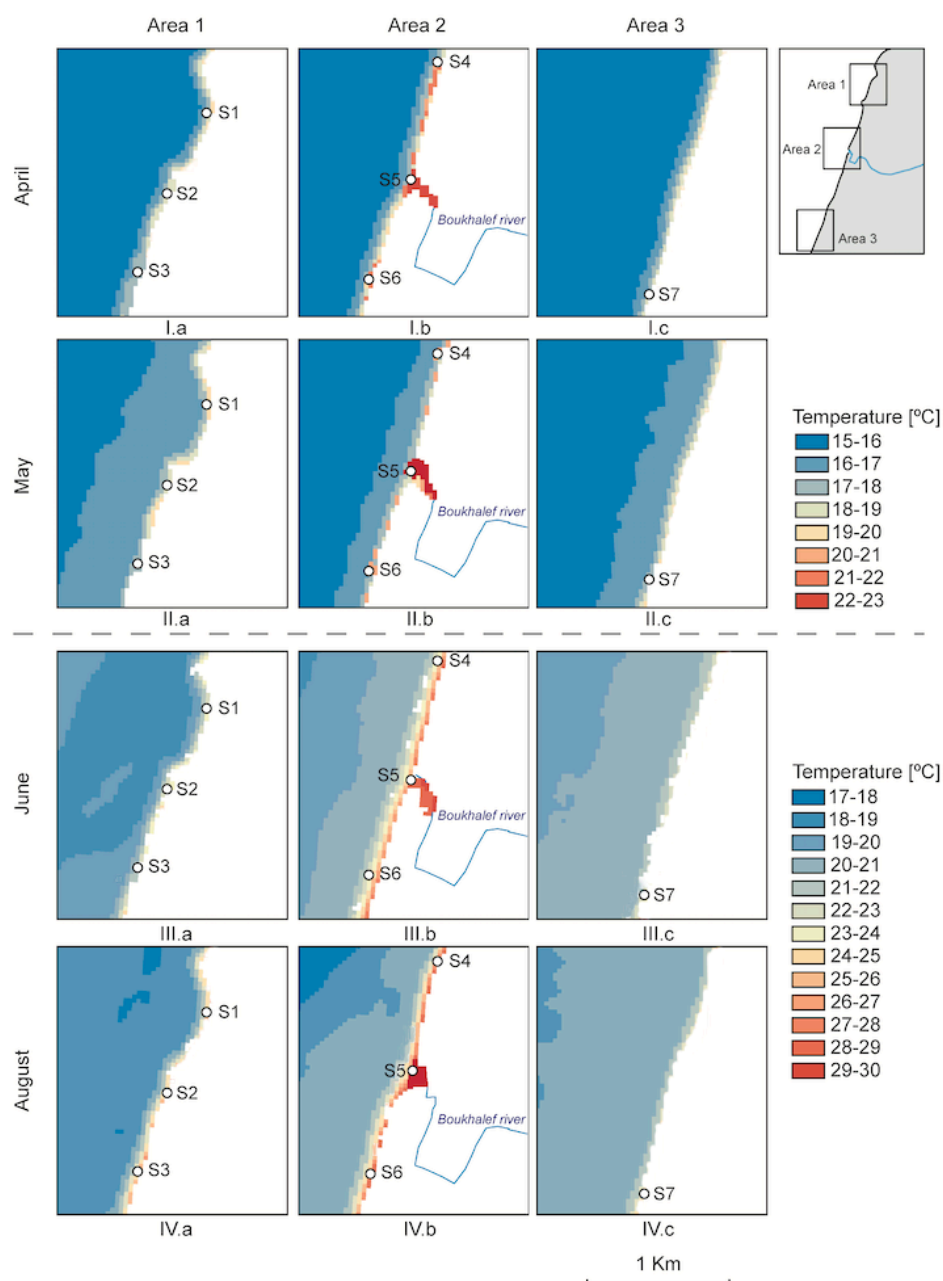 Area 1
Area 2
Area 3
April
S1
S2
S3
I.a
S4
S5
Boukhalef river
S6
I.b
S7
I.c
Area 1
Area 2
Area 3
May
S1
S2
S3
II.a
S4
S5
Boukhalef river
S6
II.b
S7
II.c
Temperature [ºC]
15-16
16-17
17-18
18-19
19-20
20-21
21-22
22-23
June
S1
S2
S3
III.a
S4
S5
Boukhalef river
S6
III.b
S7
III.c
Temperature [ºC]
17-18
18-19
19-20
20-21
21-22
22-23
23-24
24-25
25-26
26-27
27-28
28-29
29-30
August
S1
S2
S3
IV.a
S4
S5
Boukhalef river
S6
IV.b
S7
IV.c
1 Km